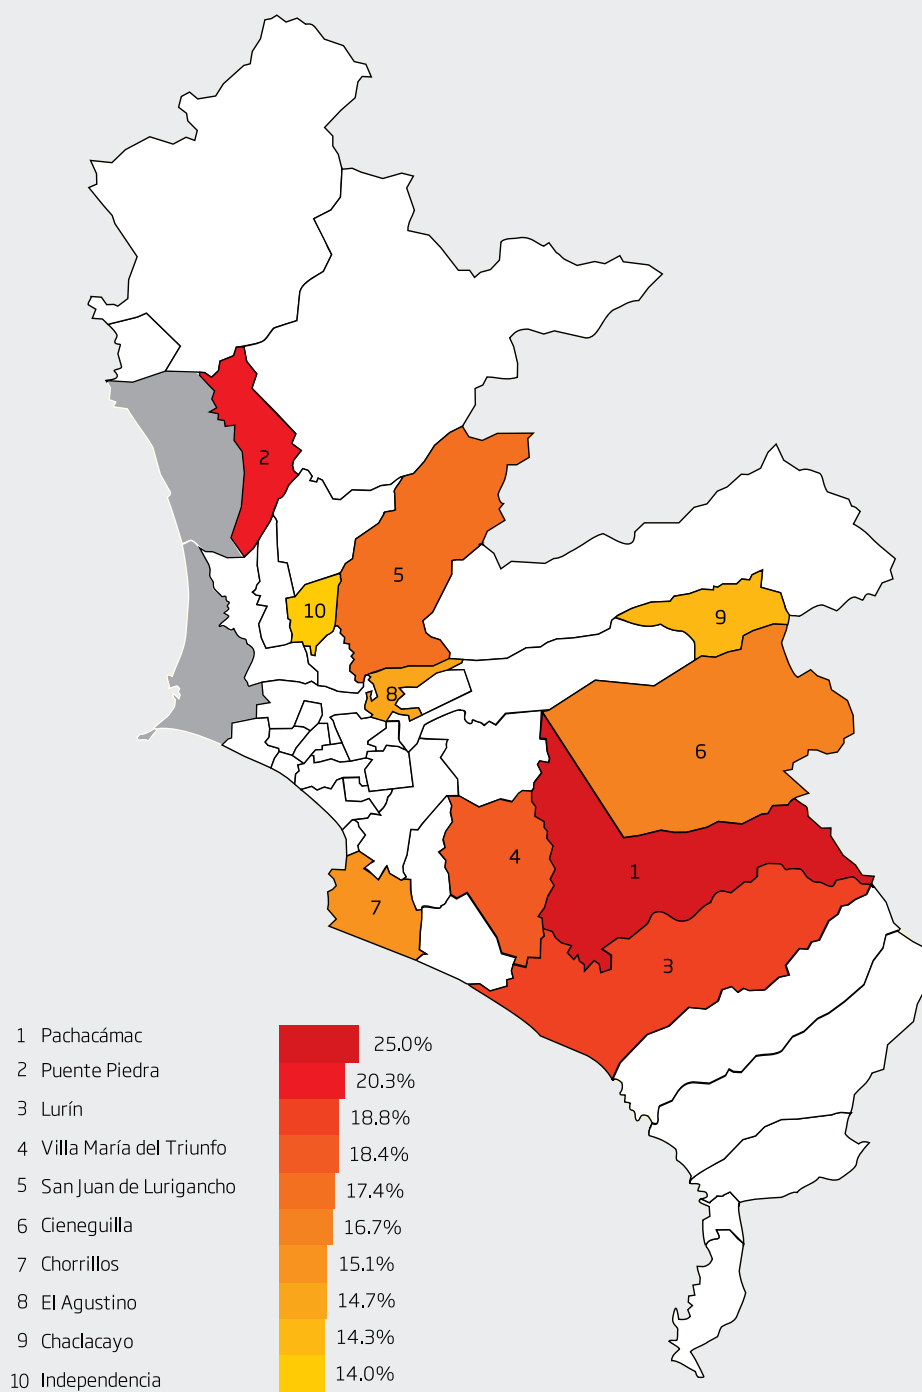 2
5
10
9
8
6
4
1
7
3
1 Pachacámac 25.0%
2 Puente Piedra 20.3%
3 Lurín 18.8%
4 Villa María del Triunfo 18.4%
5 San Juan de Lurigancho 17.4%
6 Cieneguilla 16.7%
7 Chorrillos 15.1%
8 El Agustino 14.7%
9 Chaclacayo 14.3%
10 Independencia 14.0%